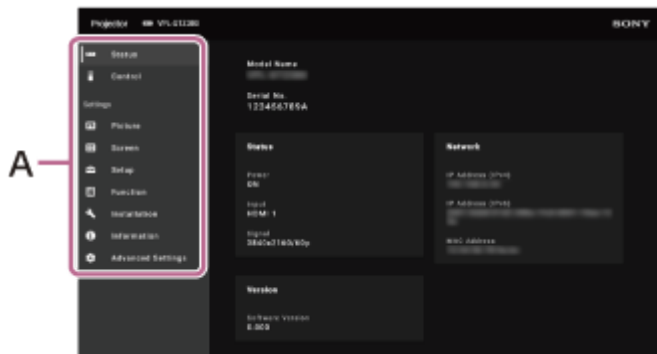 Projector
SONY
A
Status
Control
Settings
Picture
Screen
Setup
Function
Installation
Information
Advanced Settings
Model Name
Serial No.
123456789A
Status
Power
ON
Input
HDMI 1
Signal
3840x2160/60p
Network
IP Address (IPv4)
IP Address (IPv6)
MAC Address
Version
Software Version
0.000